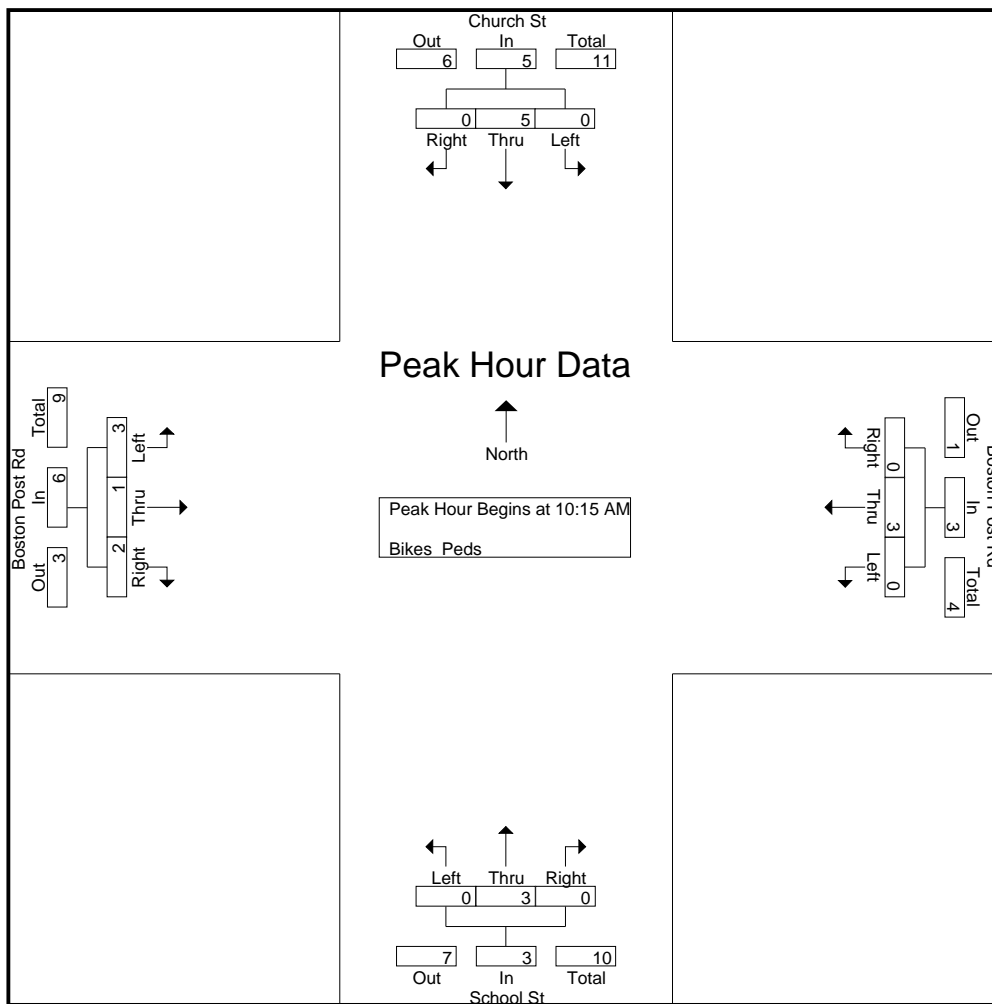 Church St
Out In Total
6 5 11
0 5 0
Right Thru Left
Peak Hour Data
North
Peak Hour Begins at 10:15 AM
Bikes Peds
Boston Post Rd
Out In Total
3 6 9
Left Thru Right
3 1 2
Boston Post Rd
Out In Total
1 3 4
Right Thru Left
0 3 0
Left Thru Right
0 3 0
7 3 10
Out In Total
School St